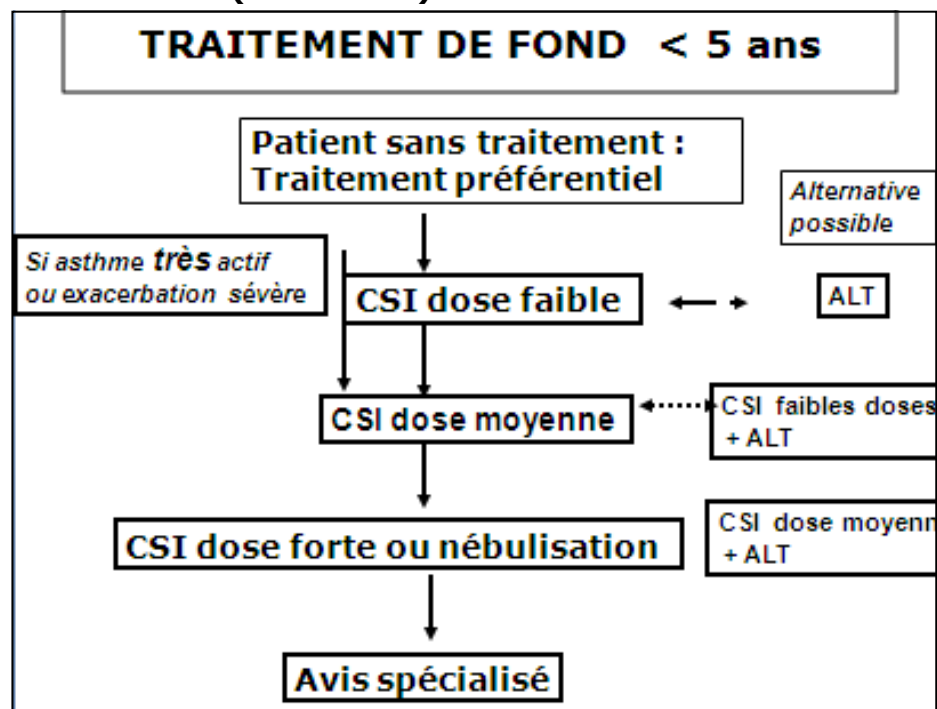 TRAITEMENT DE FOND < 5 ans
Patient sans traitement :
Traitement préférentiel
Alternative
possible
Si asthme très actif
ou exacerbation sévère
CSI dose faible
ALT
CSI dose moyenne
CSI faibles doses
+ ALT
CSI dose forte ou nébulisation
CSI dose moyenn
+ ALT
Avis spécialisé